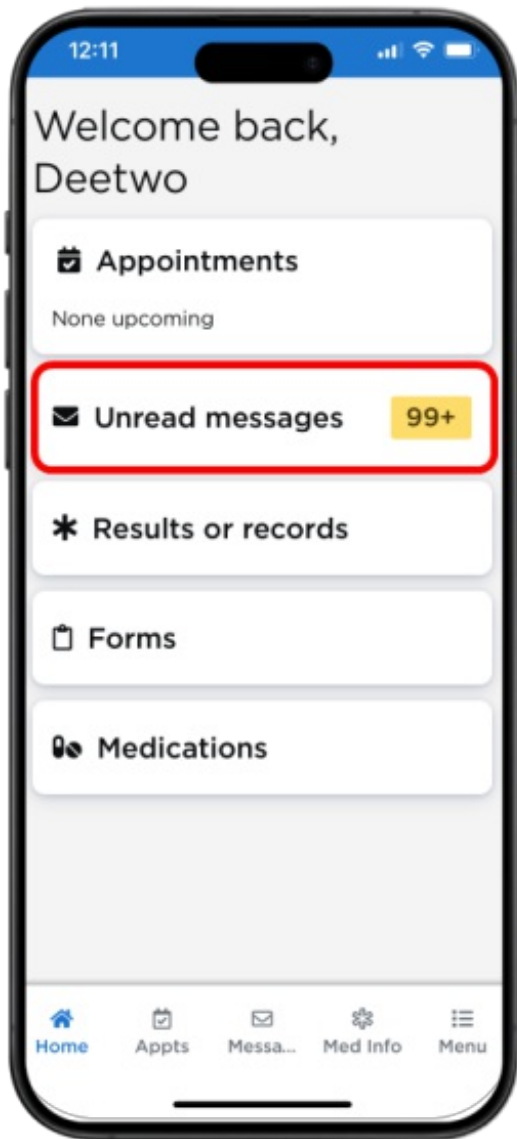 12:11
Welcome back,
Deetwo
Appointments
None upcoming
Unread messages 99+
Results or records
Forms
Medications
Home Appts Messa... Med Info Menu